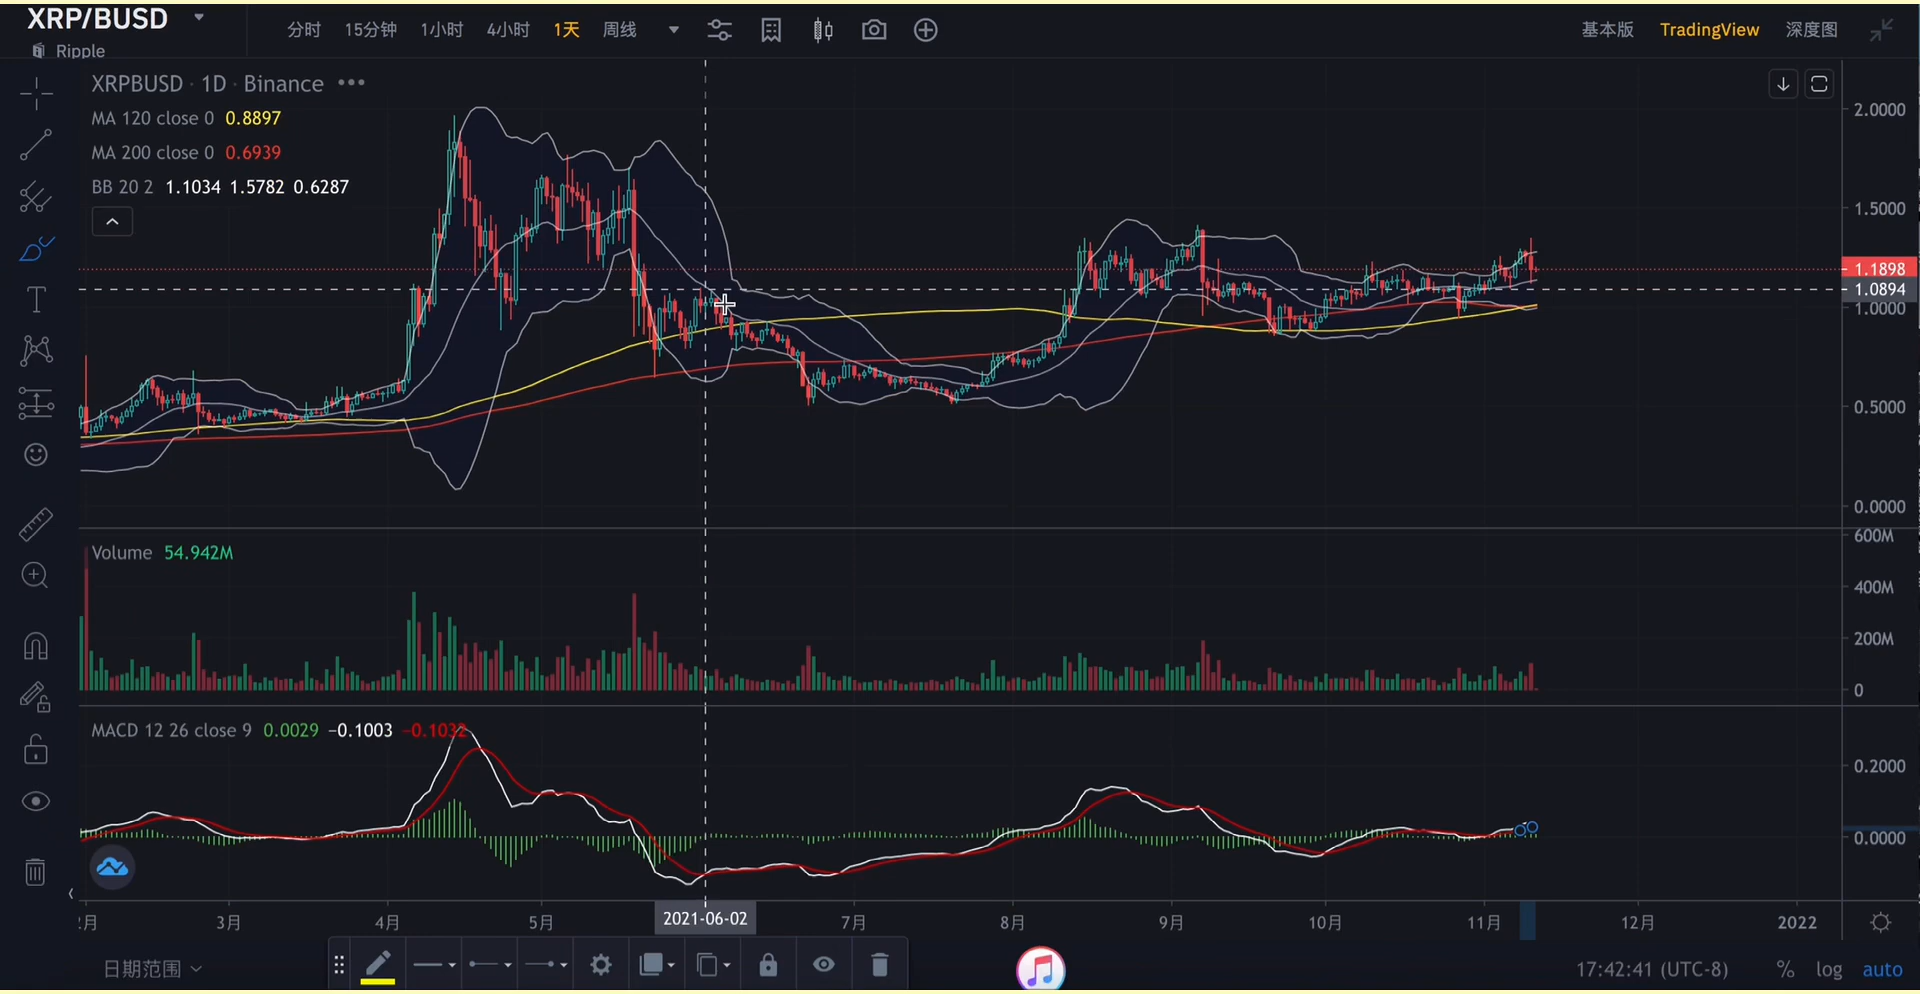 XRP/BUSD
Ripple
分时 15分钟 1小时 4小时 1天 周线
基本版 TradingView 深度图
XRPBUSD · 1D · Binance
MA 120 close 0 0.8897
MA 200 close 0 0.6939
BB 20 2 1.1034 1.5782 0.6287
2.0000
1.5000
1.1898
1.0894
1.0000
0.5000
0.0000
Volume 54.942M
600M
400M
200M
0
MACD 12 26 close 9 0.0029 −0.1003 −0.1032
0.2000
0.0000
月 3月 4月 5月 2021-06-02 7月 8月 9月 10月 11月 12月 2022
日期范围
17:42:41 (UTC-8) % log auto